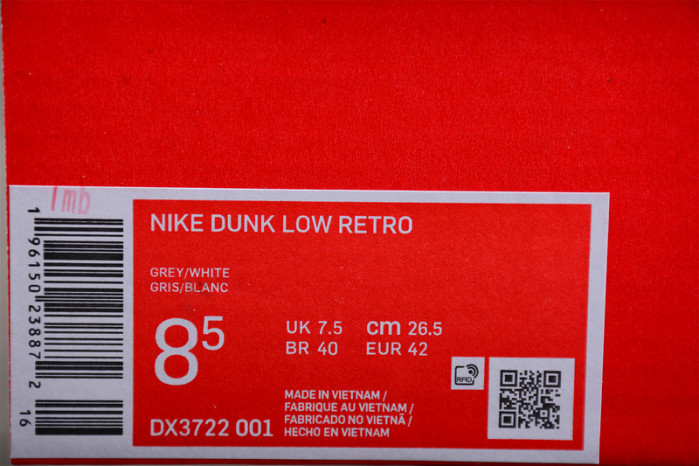 1mb
1 96150 23887 2
16
NIKE DUNK LOW RETRO
GREY/WHITE
GRIS/BLANC
8⁵
UK 7.5 cm 26.5
BR 40 EUR 42
RFID
MADE IN VIETNAM /
FABRIQUE AU VIETNAM /
FABRICADO NO VIETNÃ /
HECHO EN VIETNAM
DX3722 001